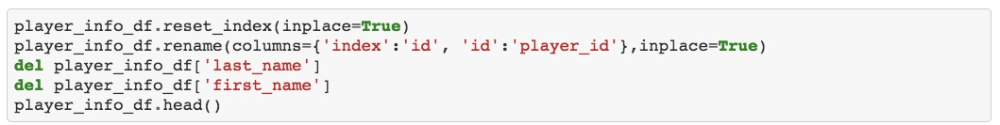 player_info_df.reset_index(inplace=True)
player_info_df.rename(columns={'index':'id', 'id':'player_id'},inplace=True)
del player_info_df['last_name']
del player_info_df['first_name']
player_info_df.head()